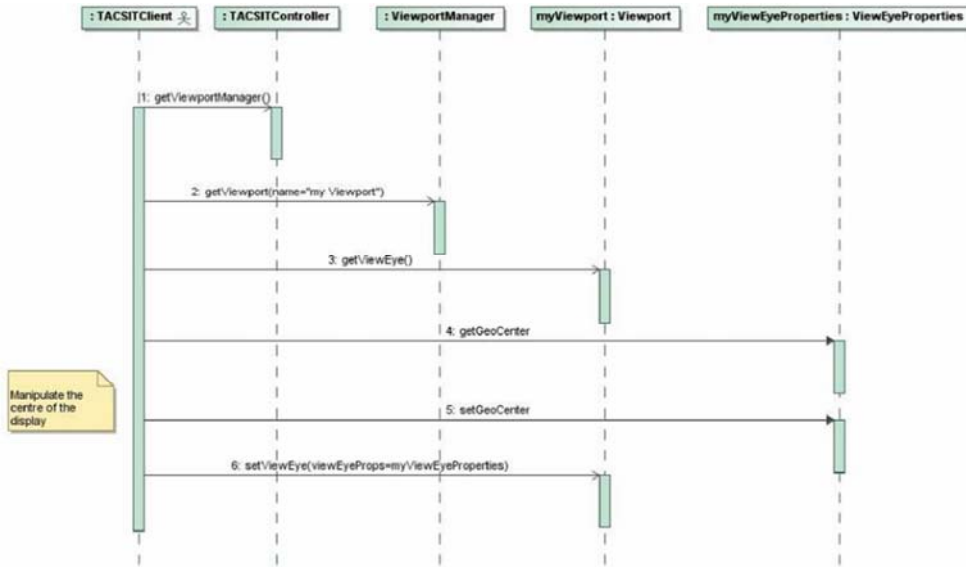 : TACSITClient
: TACSITController
: ViewportManager
myViewport : Viewport
myViewEyeProperties : ViewEyeProperties
1: getViewportManager()
2: getViewport(name="my Viewport")
3: getViewEye()
4: getGeoCenter
Manipulate the
centre of the
display
5: setGeoCenter
6: setViewEye(viewEyeProps=myViewEyeProperties)